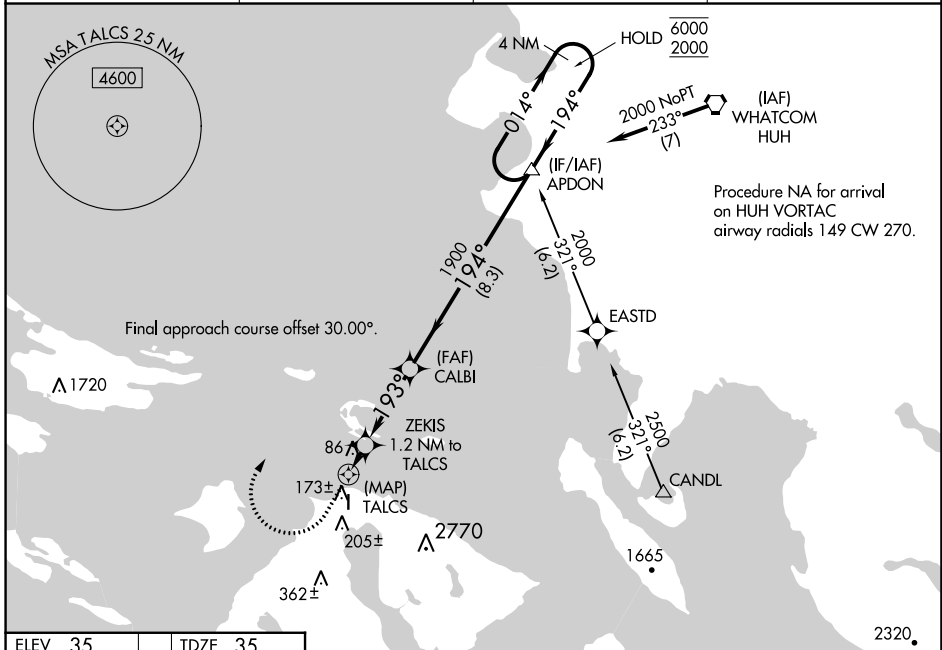 MSA TALCS 25 NM
4600
4 NM
HOLD
6000
2000
014°
194°
2000 NoPT
233°
(7)
(IAF)
WHATCOM
HUH
(IF/IAF)
APDON
Procedure NA for arrival
on HUH VORTAC
airway radials 149 CW 270.
1900
194°
(8.3)
2000
321°
(6.2)
EASTD
Final approach course offset 30.00°.
(FAF)
CALBI
1720
193°
ZEKIS
1.2 NM to
TALCS
86
2500
321°
(6.2)
CANDL
173±
(MAP)
TALCS
205±
2770
1665
362±
2320
ELEV 35
TDZE 35